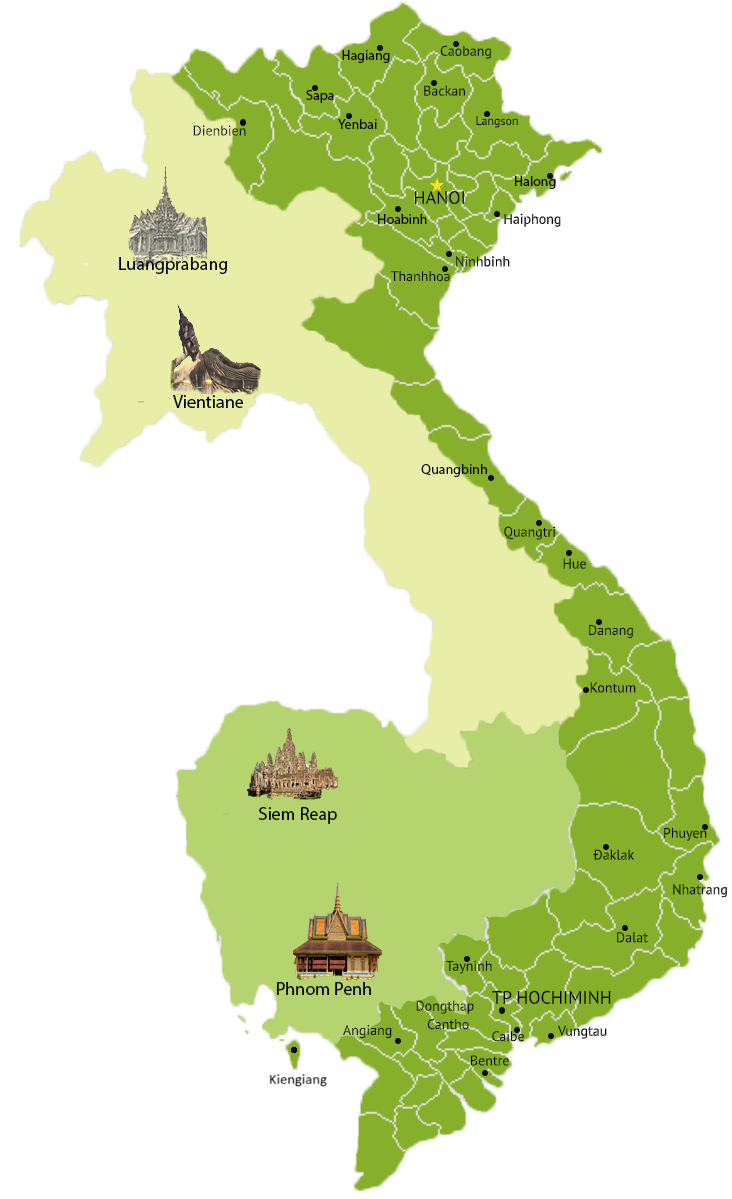 Hagiang
Caobang
Sapa
Backan
Dienbien
Yenbai
Langson
Halong
HANOI
Hoabinh
Haiphong
Luangprabang
Ninhbinh
Thanhhoa
Vientiane
Quangbinh
Quangtri
Hue
Danang
Kontum
Siem Reap
Phuyen
Đaklak
Nhatrang
Dalat
Tayninh
Phnom Penh
TP HOCHIMINH
Dongthap
Cantho
Angiang
Caibe
Vungtau
Bentre
Kiengiang